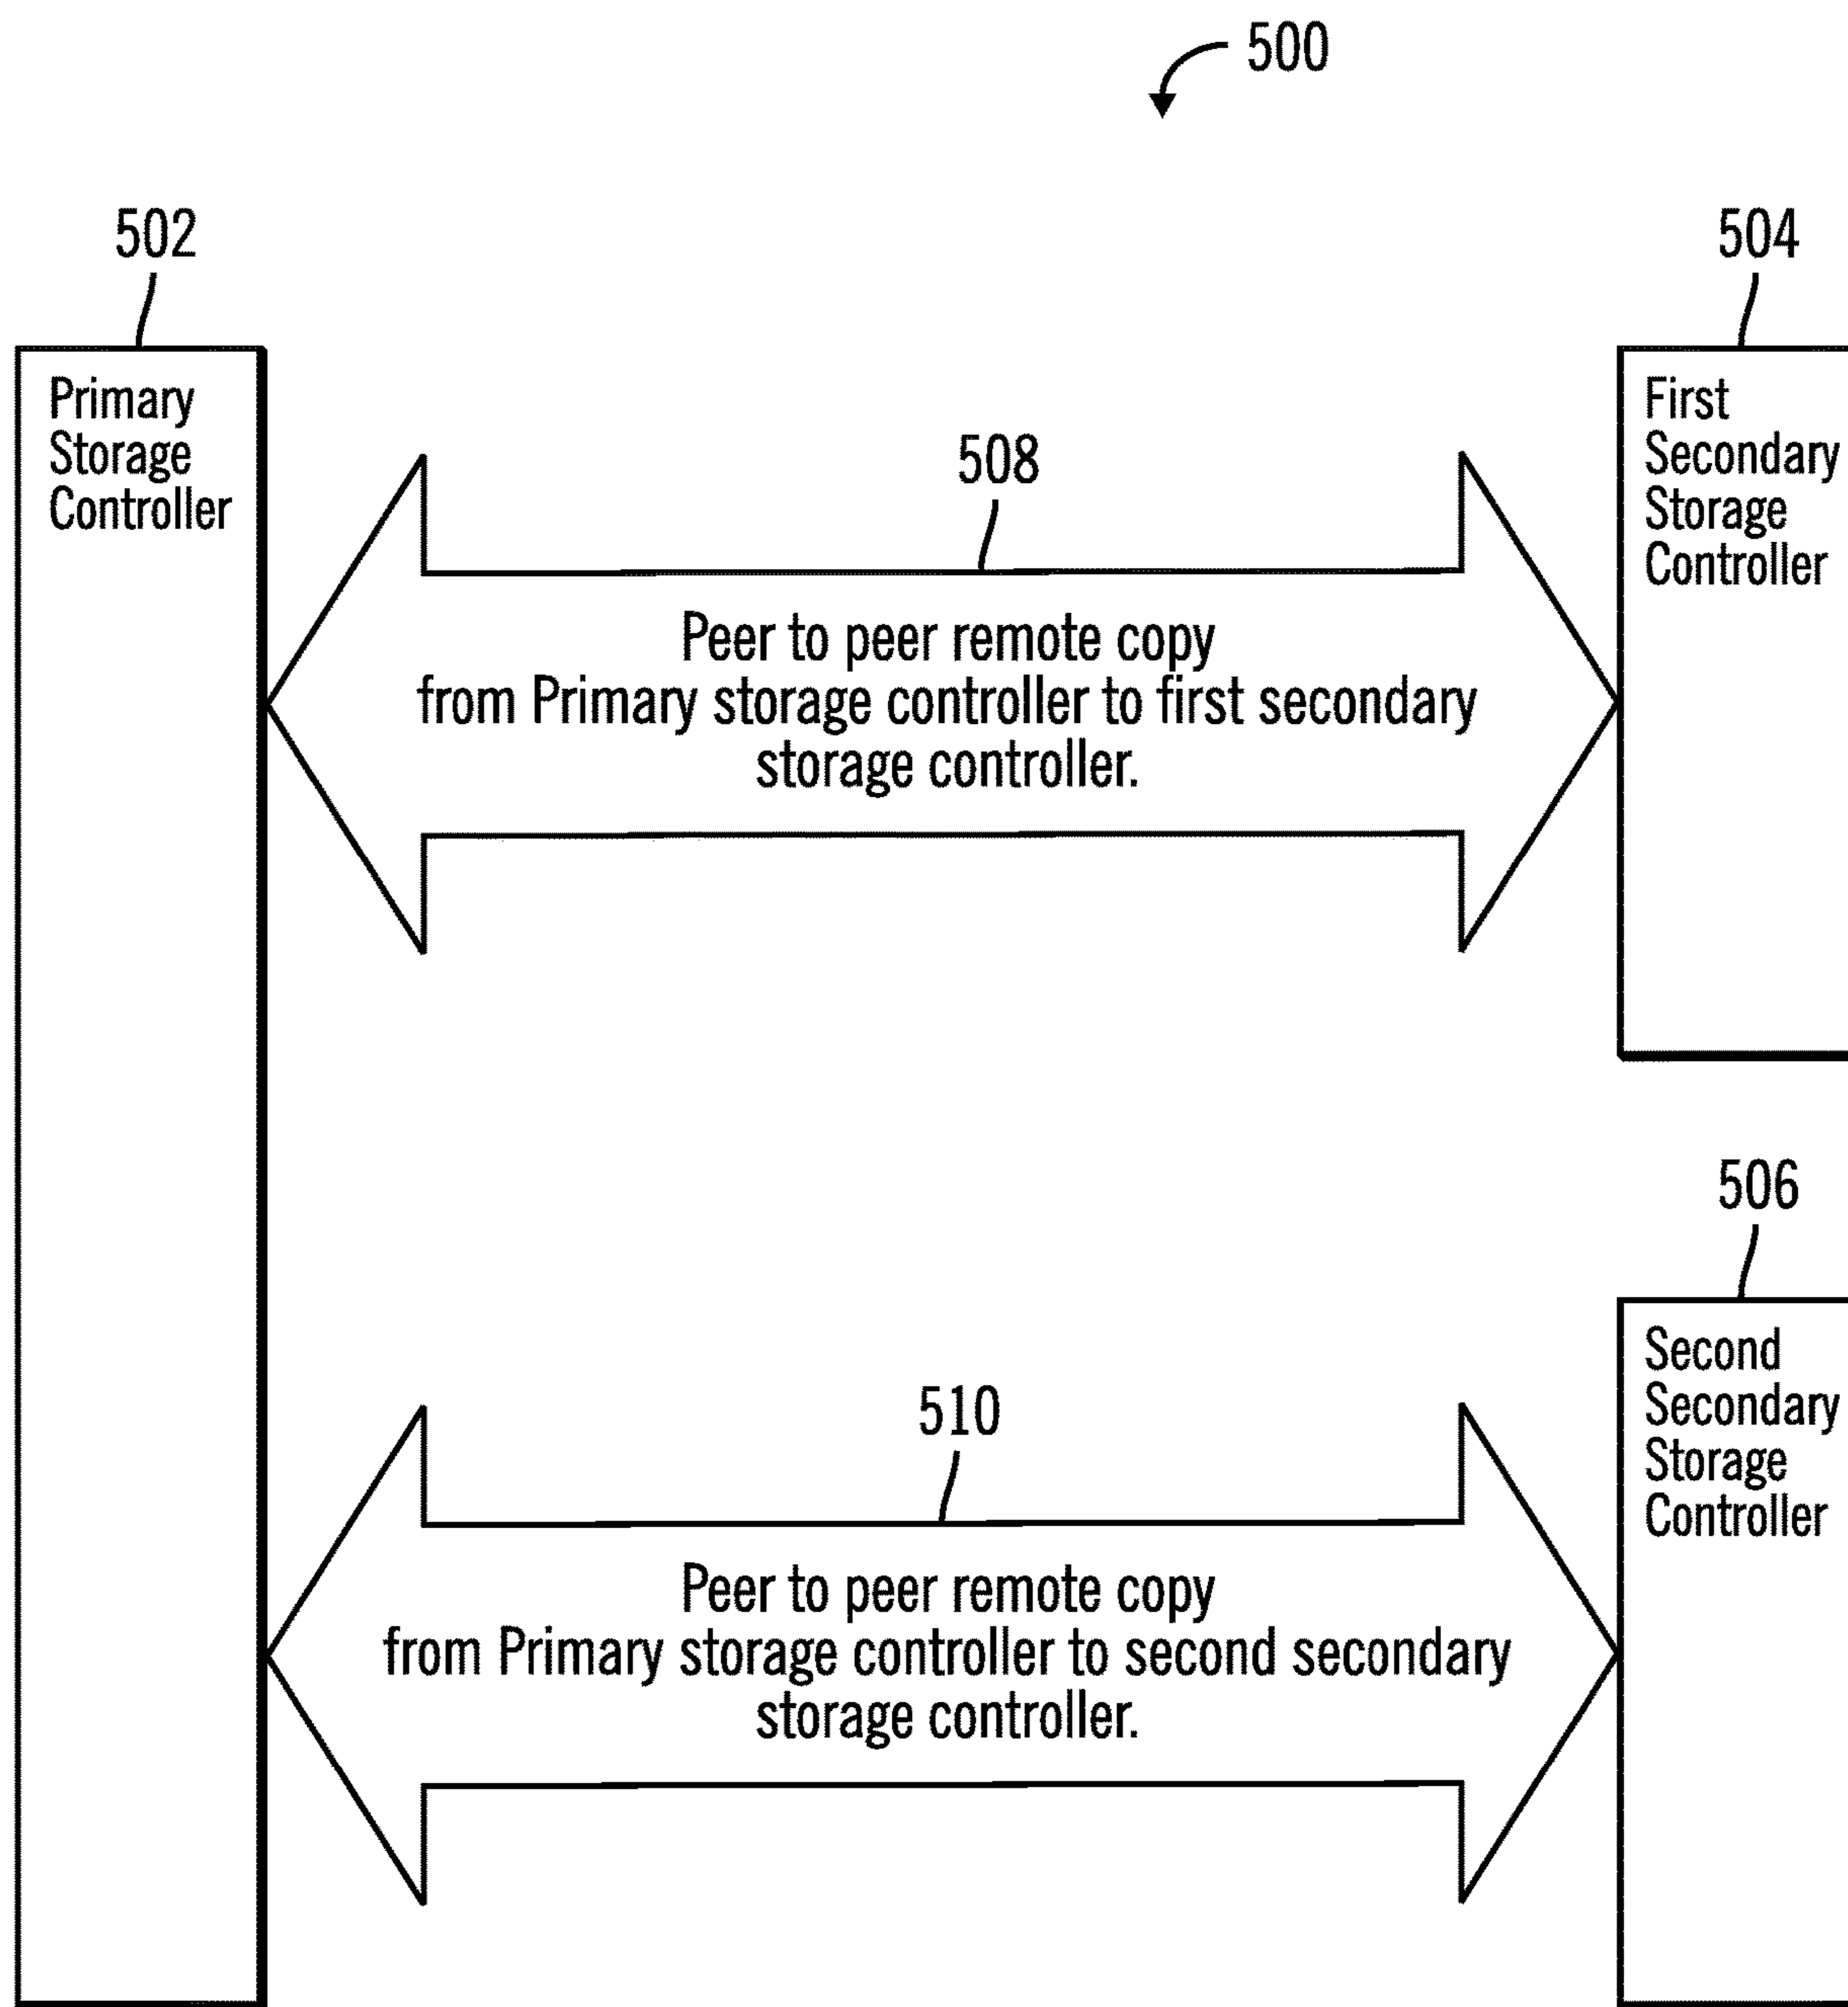 500
502
504
Primary
Storage
Controller
First
Secondary
Storage
Controller
508
Peer to peer remote copy
from Primary storage controller to first secondary
storage controller.
506
Second
Secondary
Storage
Controller
510
Peer to peer remote copy
from Primary storage controller to second secondary
storage controller.